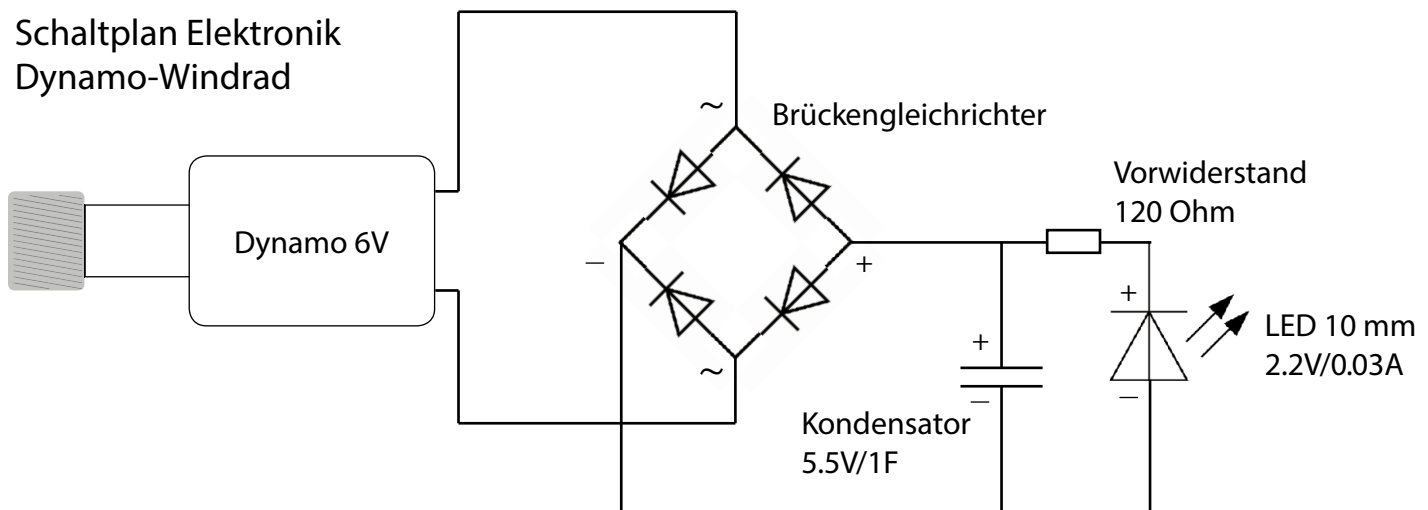 Schaltplan Elektronik
Dynamo-Windrad
~
Brückengleichrichter
Dynamo 6V
Vorwiderstand
120 Ohm
−
+
+
LED 10 mm
2.2V/0.03A
+
~
−
−
Kondensator
5.5V/1F